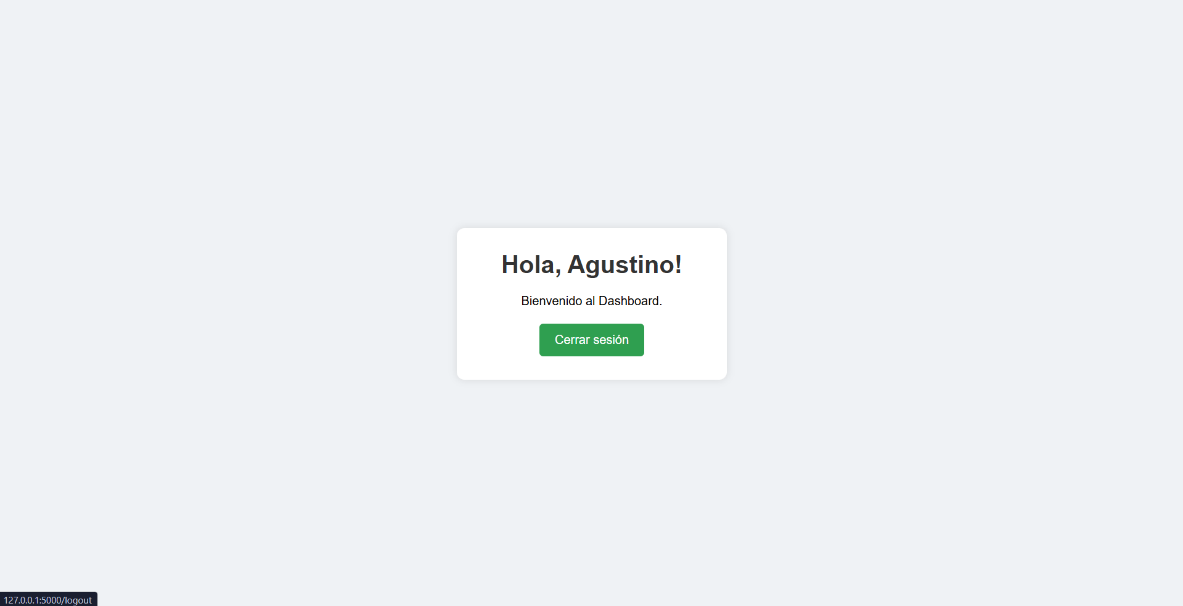 Hola, Agustino!
Bienvenido al Dashboard.
Cerrar sesión
127.0.0.1:5000/logout